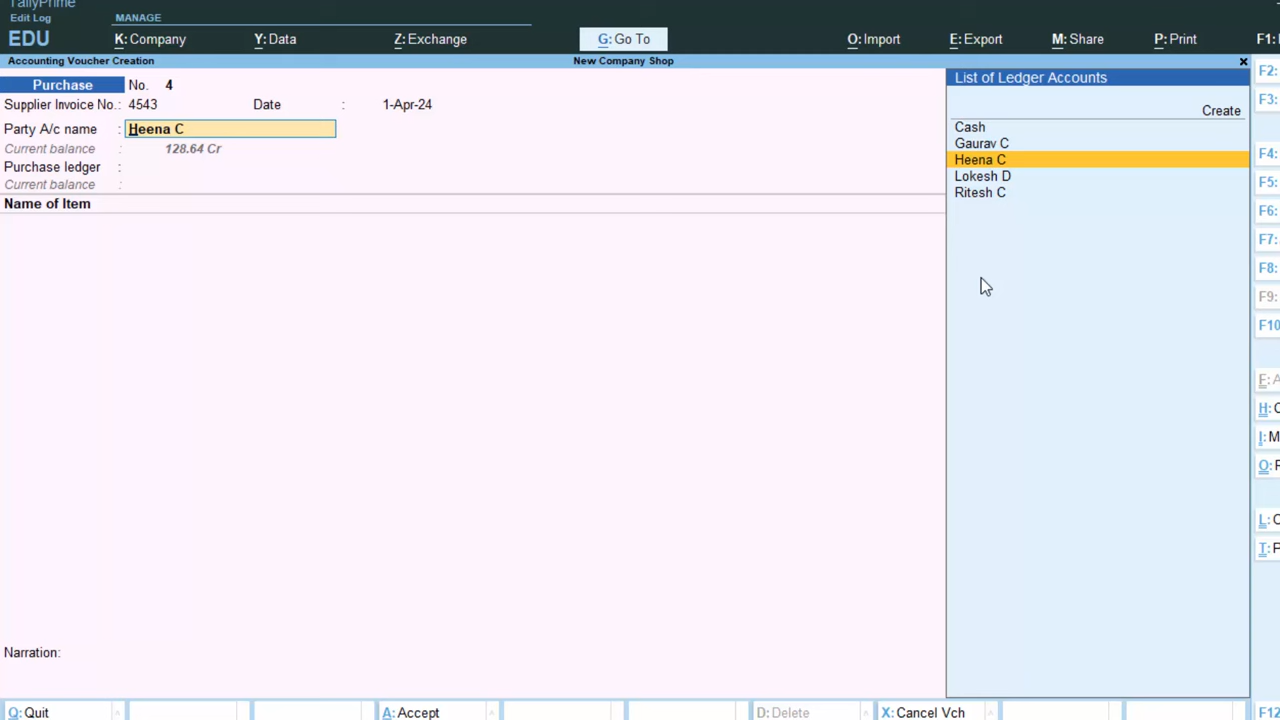 TallyPrime
Edit Log
MANAGE
EDU
K: Company
Y: Data
Z: Exchange
G: Go To
O: Import
E: Export
M: Share
P: Print
F1:
Accounting Voucher Creation
New Company Shop
Purchase No. 4
Supplier Invoice No.: 4543 Date : 1-Apr-24
Party A/c name : Heena C
Current balance : 128.64 Cr
Purchase ledger :
Current balance :
Name of Item
Narration:
List of Ledger Accounts
Create
Cash
Gaurav C
Heena C
Lokesh D
Ritesh C
F2:
F3:
F4:
F5:
F6:
F7:
F8:
F9:
F10
H:
I:
O:
L:
T:
Q: Quit
A: Accept
D: Delete
X: Cancel Vch
F12